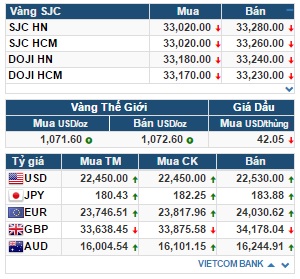 Vàng SJC Mua Bán
SJC HN 33,020.00 33,280.00
SJC HCM 33,020.00 33,260.00
DOJI HN 33,180.00 33,240.00
DOJI HCM 33,170.00 33,230.00
Vàng Thế Giới Giá Dầu
Mua USD/oz Bán USD/oz Mua USD/thùng
1,071.60 1,072.60 42.05
Tỷ giá Mua TM Mua CK Bán
USD 22,450.00 22,450.00 22,530.00
JPY 180.43 182.25 183.88
EUR 23,746.51 23,817.96 24,030.62
GBP 33,638.45 33,875.58 34,178.04
AUD 16,004.54 16,101.15 16,244.91
VIETCOM BANK